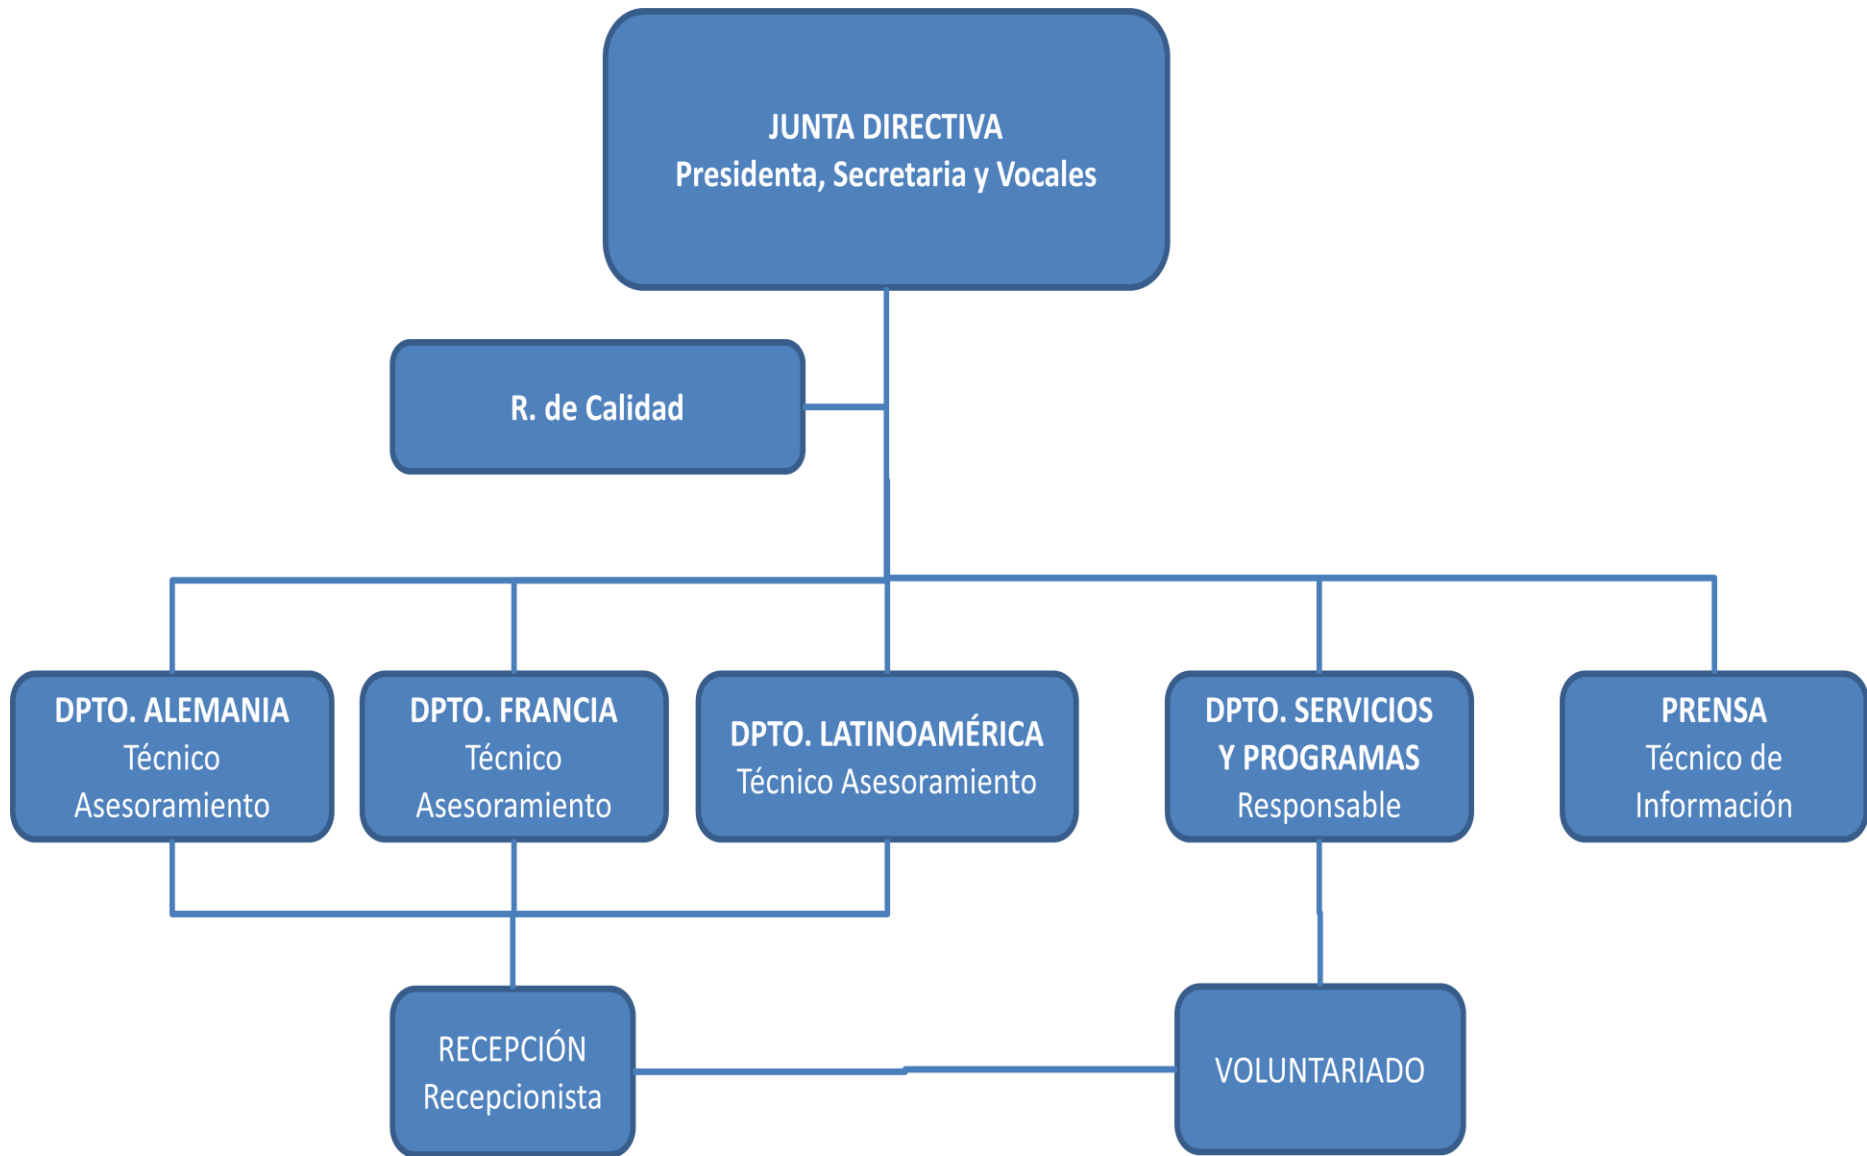 JUNTA DIRECTIVA
Presidenta, Secretaria y Vocales
R. de Calidad
DPTO. ALEMANIA
Técnico
Asesoramiento
DPTO. FRANCIA
Técnico
Asesoramiento
DPTO. LATINOAMÉRICA
Técnico Asesoramiento
DPTO. SERVICIOS
Y PROGRAMAS
Responsable
PRENSA
Técnico de
Información
RECEPCIÓN
Recepcionista
VOLUNTARIADO